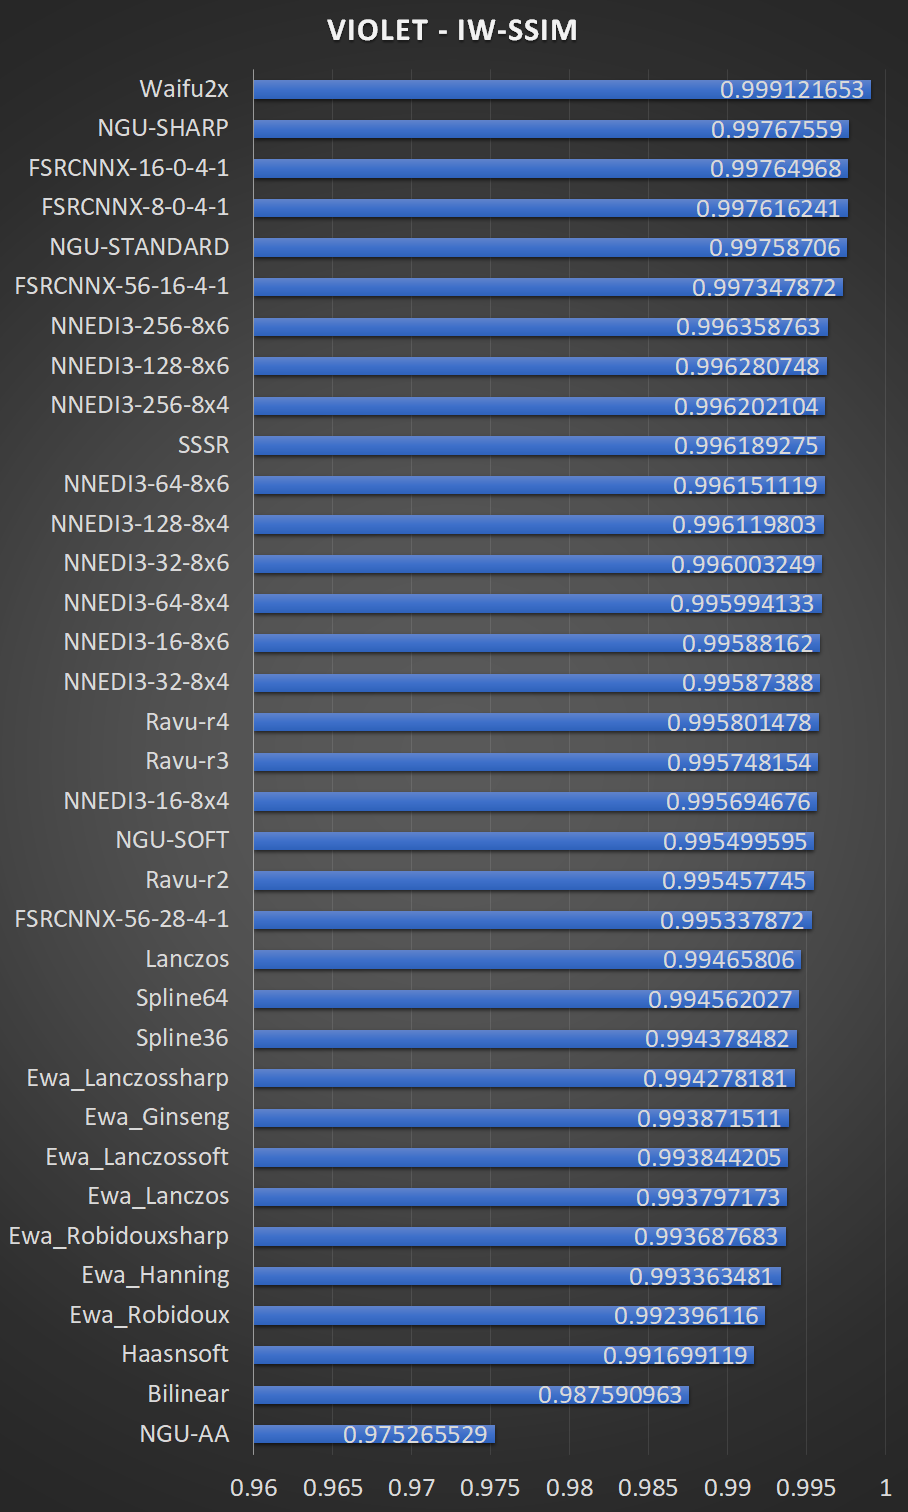 VIOLET - IW-SSIM
Waifu2x 0.999121653
NGU-SHARP 0.99767559
FSRCNNX-16-0-4-1 0.99764968
FSRCNNX-8-0-4-1 0.997616241
NGU-STANDARD 0.99758706
FSRCNNX-56-16-4-1 0.997347872
NNEDI3-256-8x6 0.996358763
NNEDI3-128-8x6 0.996280748
NNEDI3-256-8x4 0.996202104
SSSR 0.996189275
NNEDI3-64-8x6 0.996151119
NNEDI3-128-8x4 0.996119803
NNEDI3-32-8x6 0.996003249
NNEDI3-64-8x4 0.995994133
NNEDI3-16-8x6 0.99588162
NNEDI3-32-8x4 0.99587388
Ravu-r4 0.995801478
Ravu-r3 0.995748154
NNEDI3-16-8x4 0.995694676
NGU-SOFT 0.995499595
Ravu-r2 0.995457745
FSRCNNX-56-28-4-1 0.995337872
Lanczos 0.99465806
Spline64 0.994562027
Spline36 0.994378482
Ewa_Lanczossharp 0.994278181
Ewa_Ginseng 0.993871511
Ewa_Lanczossoft 0.993844205
Ewa_Lanczos 0.993797173
Ewa_Robidouxsharp 0.993687683
Ewa_Hanning 0.993363481
Ewa_Robidoux 0.992396116
Haasnsoft 0.991699119
Bilinear 0.987590963
NGU-AA 0.975265529
0.96 0.965 0.97 0.975 0.98 0.985 0.99 0.995 1